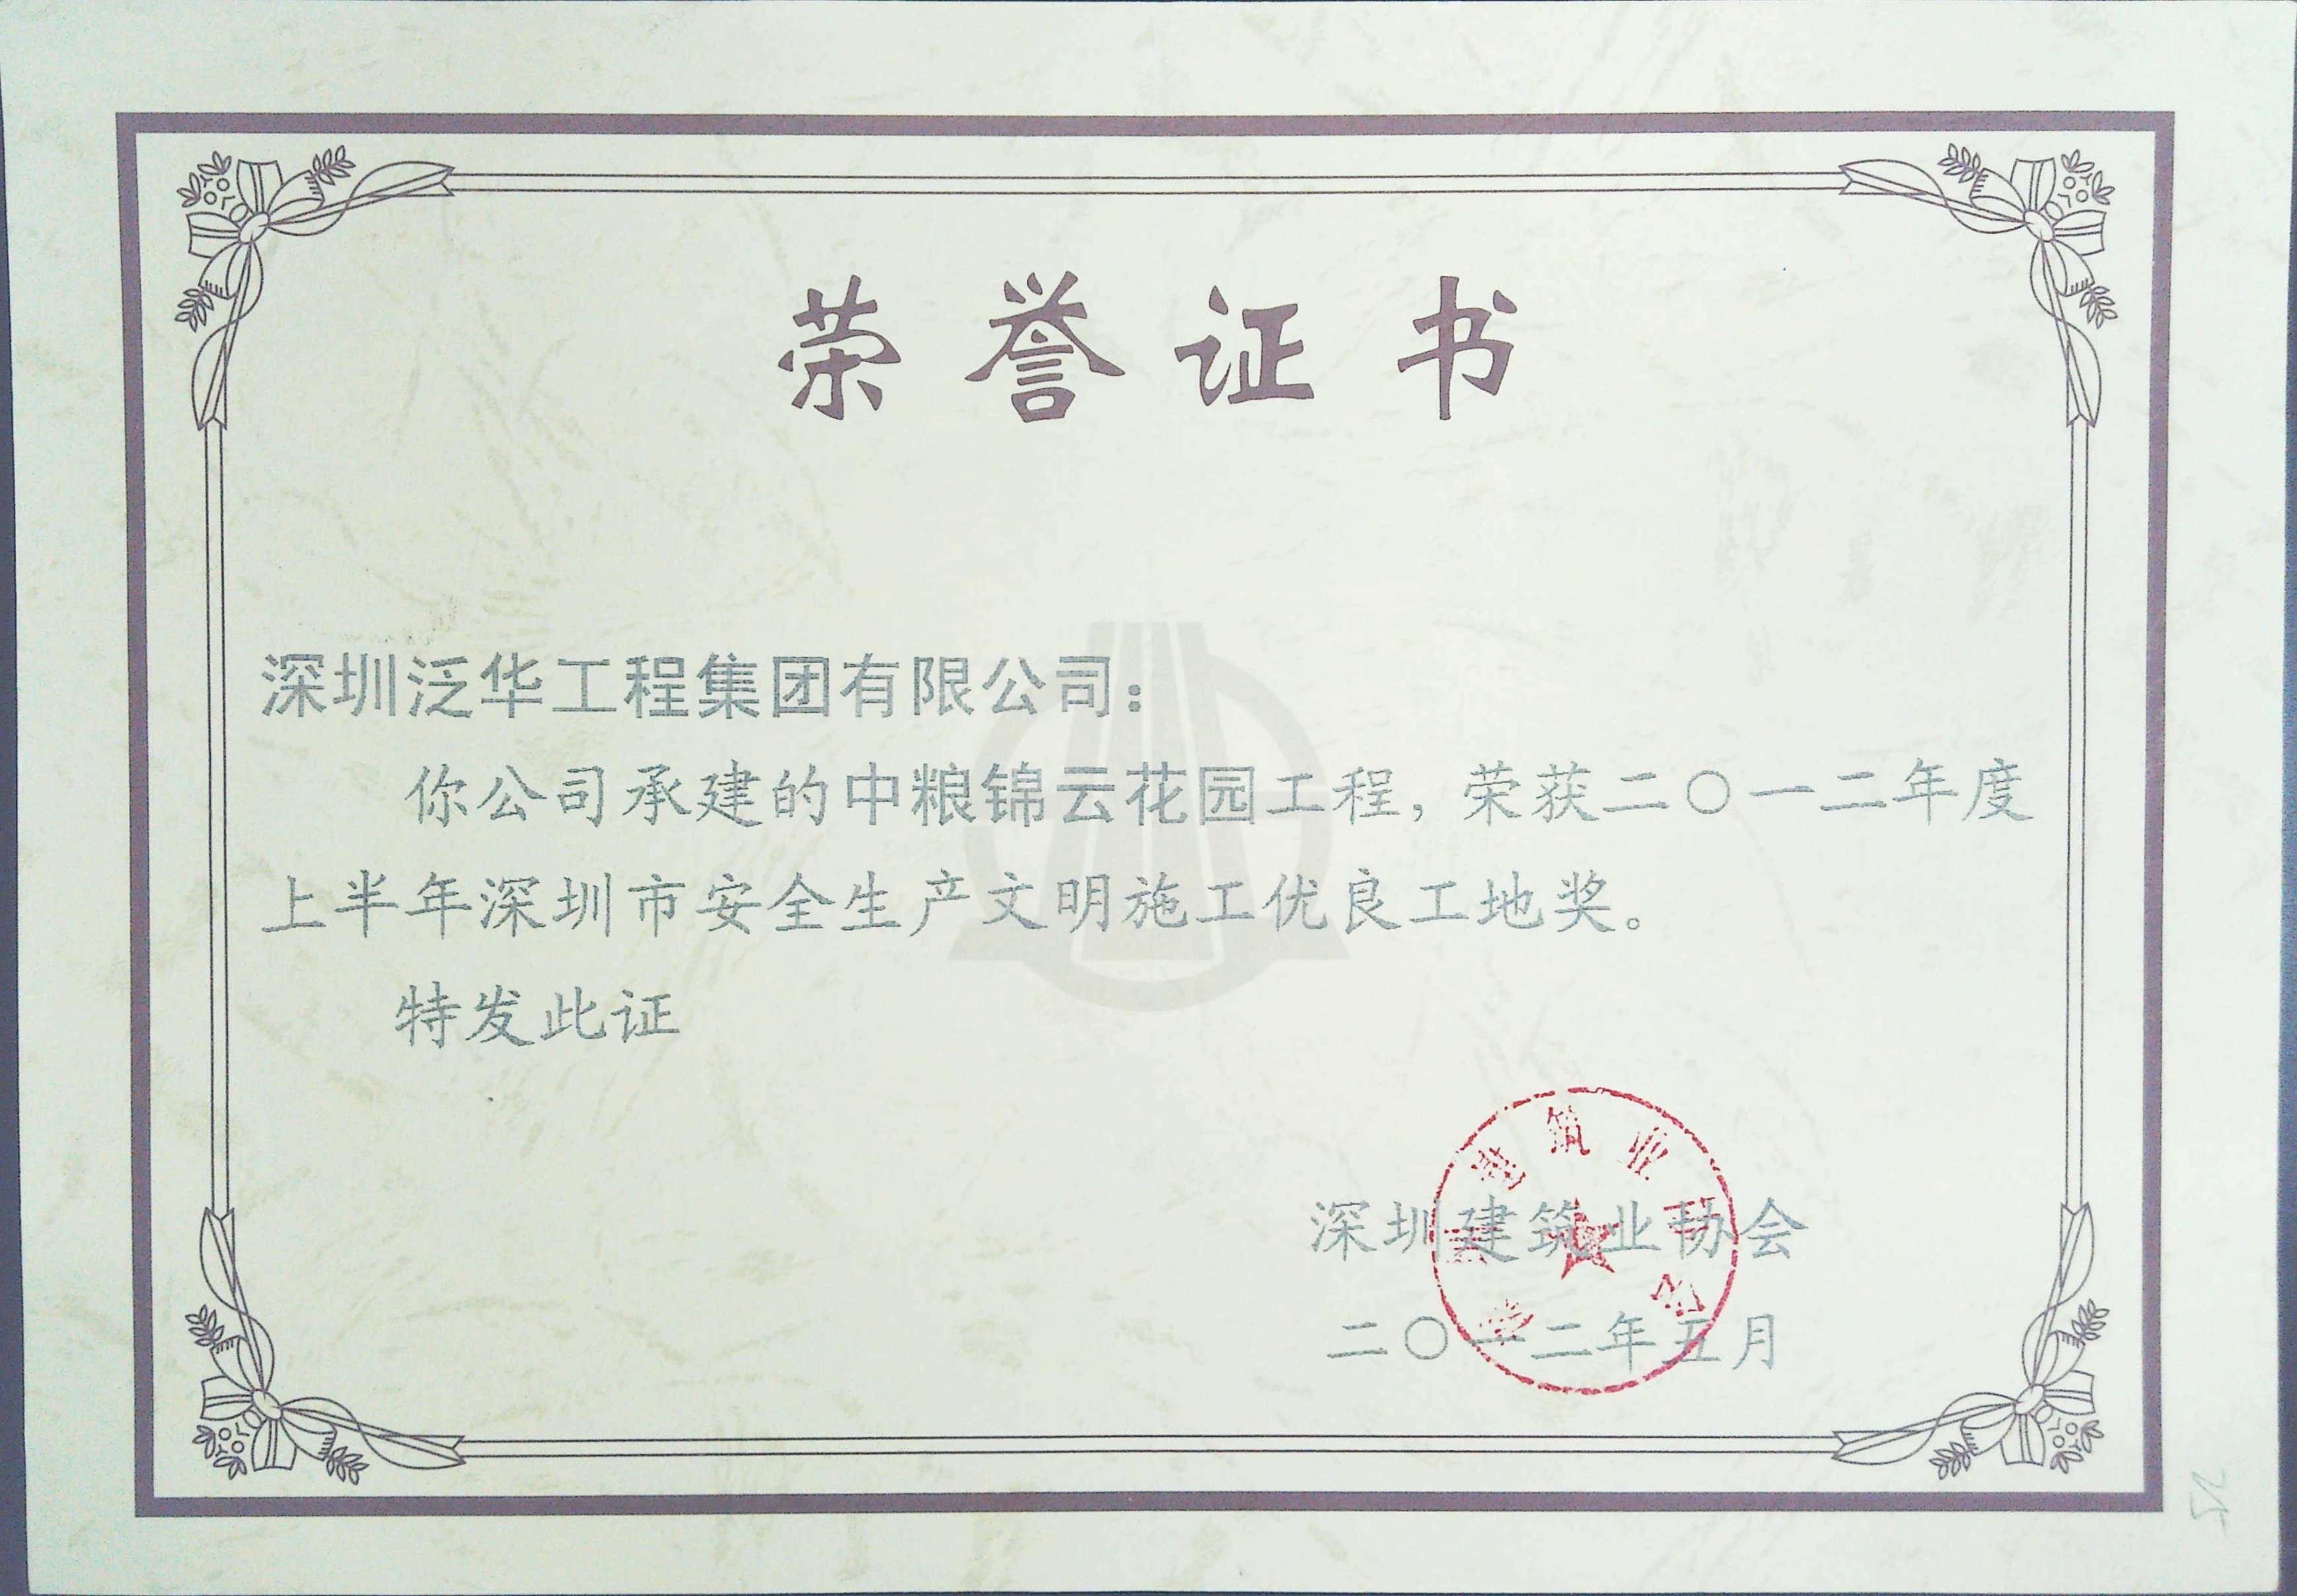 荣誉证书
深圳泛华工程集团有限公司：
你公司承建的中粮锦云花园工程，荣获二〇一二年度
上半年深圳市安全生产文明施工优良工地奖。
特发此证
建筑业
深圳建筑业协会
二〇一二年五月